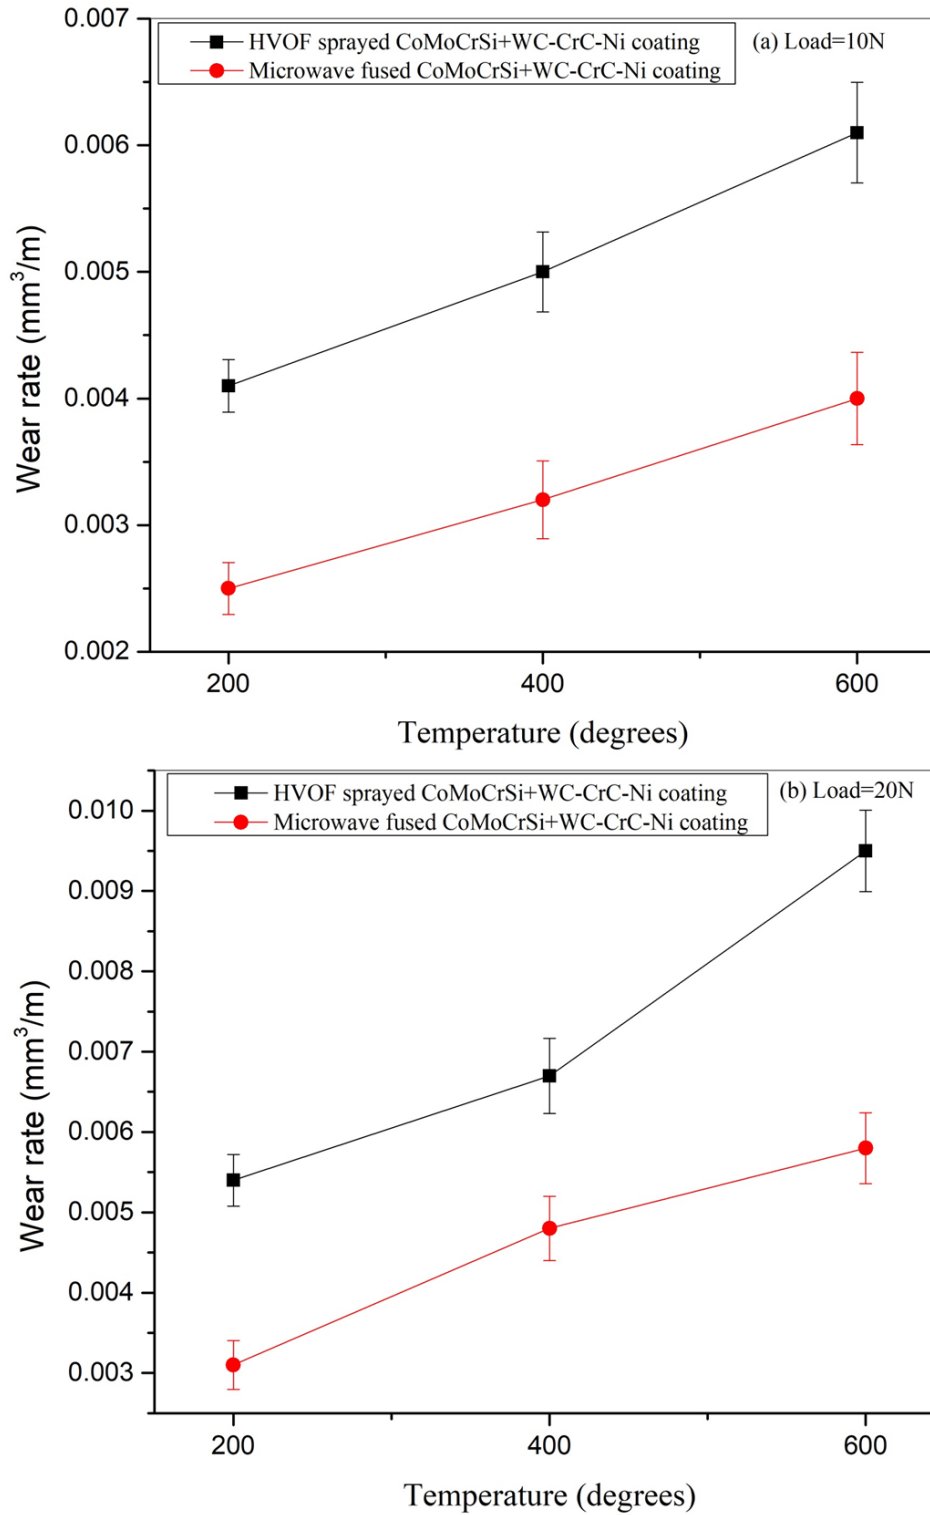 0.007
HVOF sprayed CoMoCrSi+WC-CrC-Ni coating
(a) Load=10N
Microwave fused CoMoCrSi+WC-CrC-Ni coating
0.006
0.005
0.004
0.003
0.002
Wear rate (mm³/m)
200
400
600
Temperature (degrees)
HVOF sprayed CoMoCrSi+WC-CrC-Ni coating
(b) Load=20N
Microwave fused CoMoCrSi+WC-CrC-Ni coating
0.010
0.009
0.008
0.007
0.006
0.005
0.004
0.003
Wear rate (mm³/m)
200
400
600
Temperature (degrees)